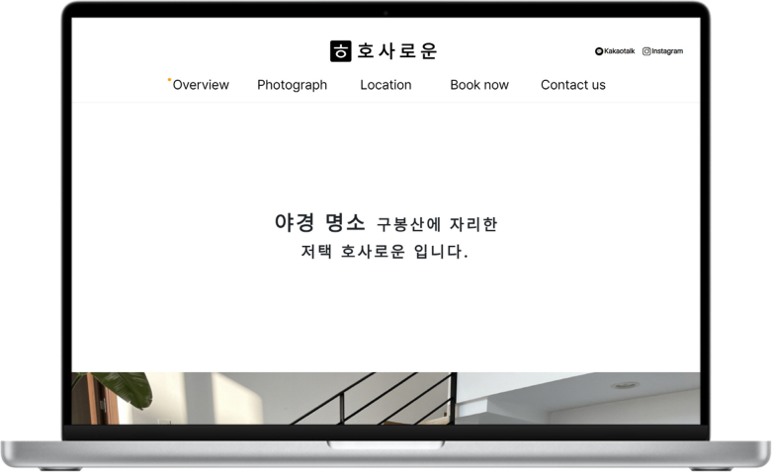 ㅎ 호사로운
Kakaotalk Instagram
Overview Photograph Location Book now Contact us
야경 명소 구봉산에 자리한
저택 호사로운 입니다.